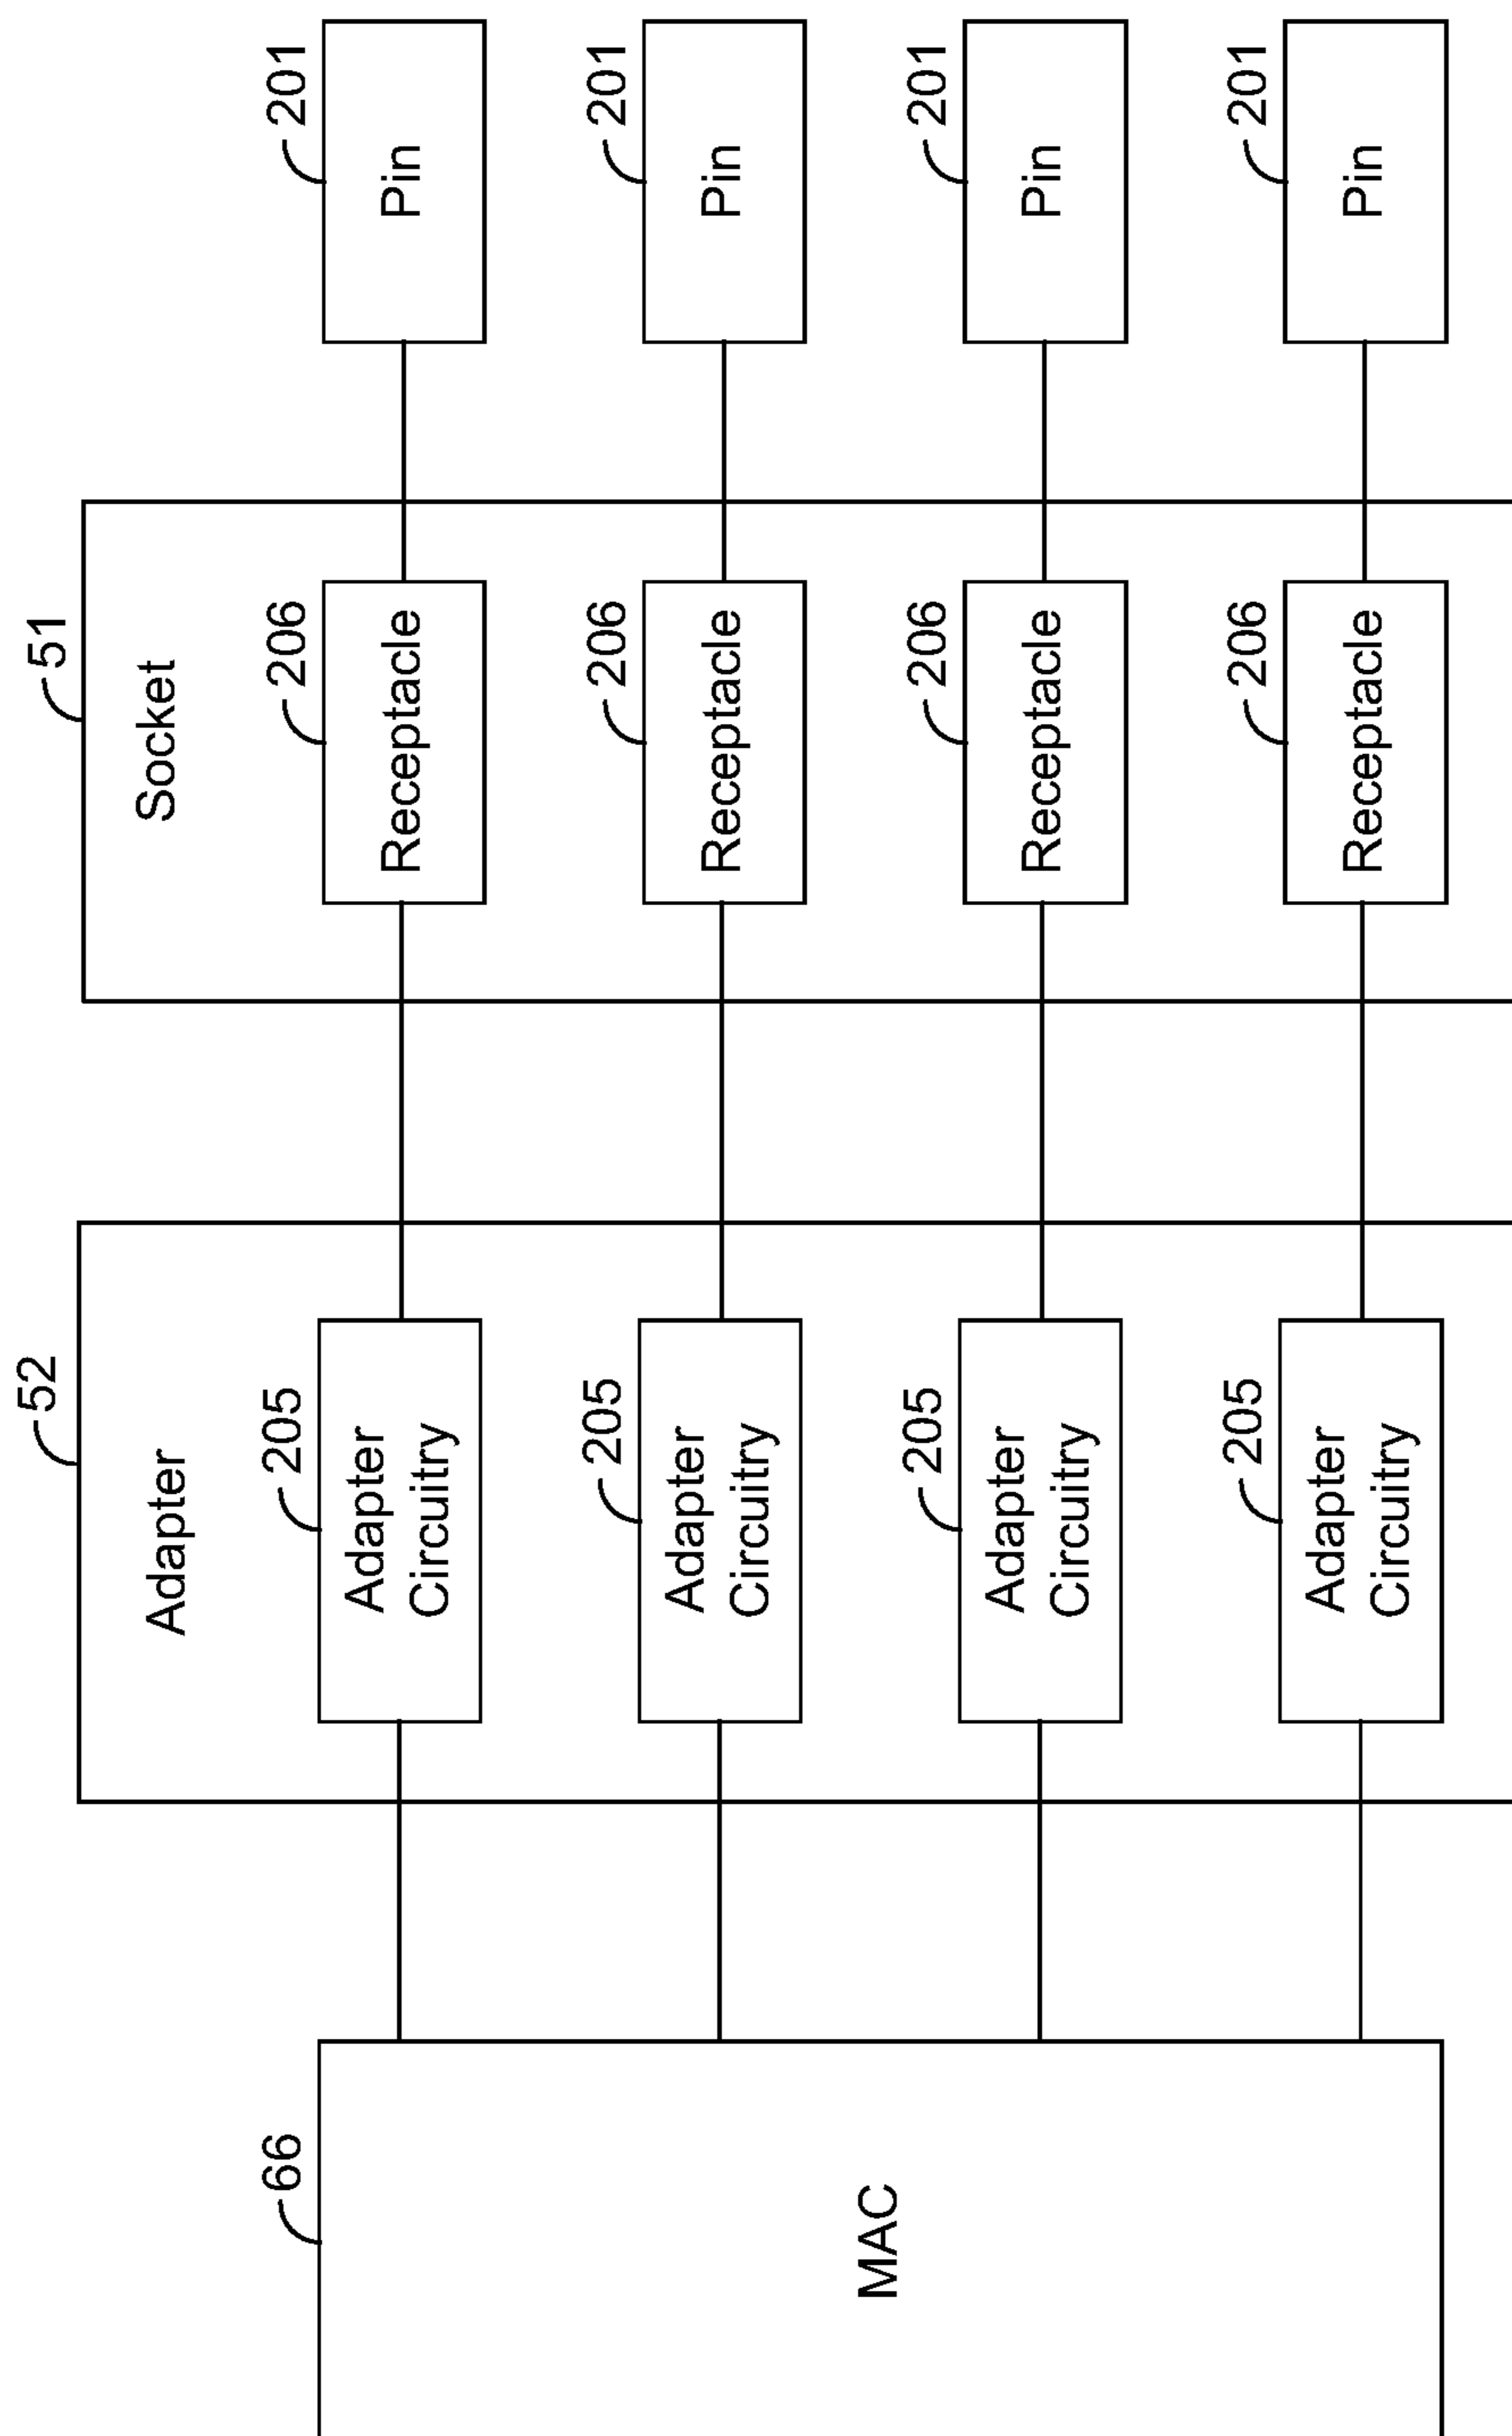 52
51
Adapter
Socket
66
205
206
201
Adapter
Circuitry
Receptacle
Pin
205
206
201
Adapter
Circuitry
Receptacle
Pin
MAC
205
206
201
Adapter
Circuitry
Receptacle
Pin
205
206
201
Adapter
Circuitry
Receptacle
Pin